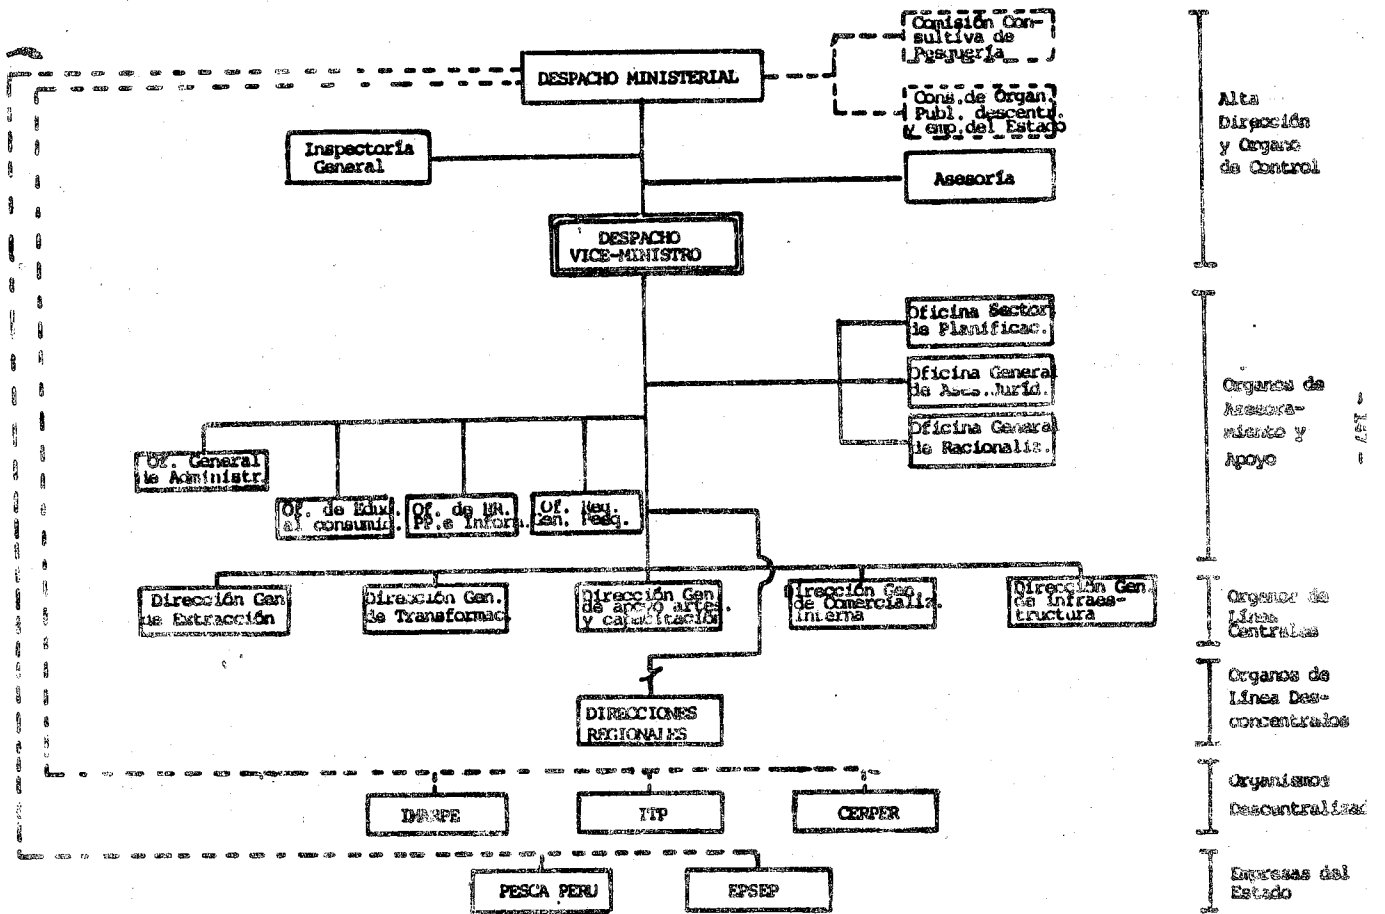 Comisión Con-
sultiva de
Pesquería
DESPACHO MINISTERIAL
Cons.de Organ.
Publ. descentr.
y emp.del Estado
Alta
Dirección
y Organo
de Control
Inspectoría
General
Asesoría
DESPACHO
VICE-MINISTRO
Oficina Sector
de Planificac.
Oficina General
de Ases.Juríd.
Oficina General
de Racionaliz.
Organos de
Asesora-
miento y
Apoyo
Of. General
de Administr.
Of. de Educ.
al consumid.
Of. de RR.
PP.e Inform.
Of. Reg.
Gen. Pesq.
Dirección Gen
de Extracción
Dirección Gen.
de Transformac.
Dirección Gen
de apoyo artes.
y capacitación
Dirección Gen.
de Comercializ.
interna
Dirección Gen.
de infraes-
tructura
Organos de
Línea
Centrales
DIRECCIONES
REGIONALES
Organos de
Línea Des-
concentrados
IMARPE
ITP
CERPER
Organismos
Descentralizad
PESCA PERU
EPSEP
Empresas del
Estado